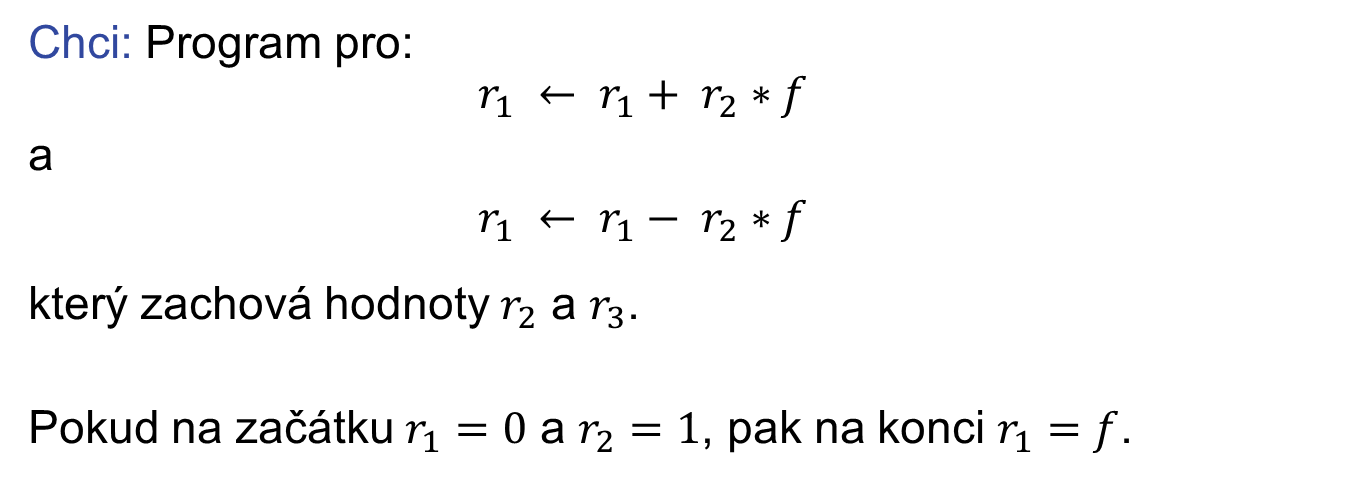 Chci: Program pro:
r₁ ← r₁ + r₂ ∗ f
a
r₁ ← r₁ − r₂ ∗ f
který zachová hodnoty r₂ a r₃.
Pokud na začátku r₁ = 0 a r₂ = 1, pak na konci r₁ = f.